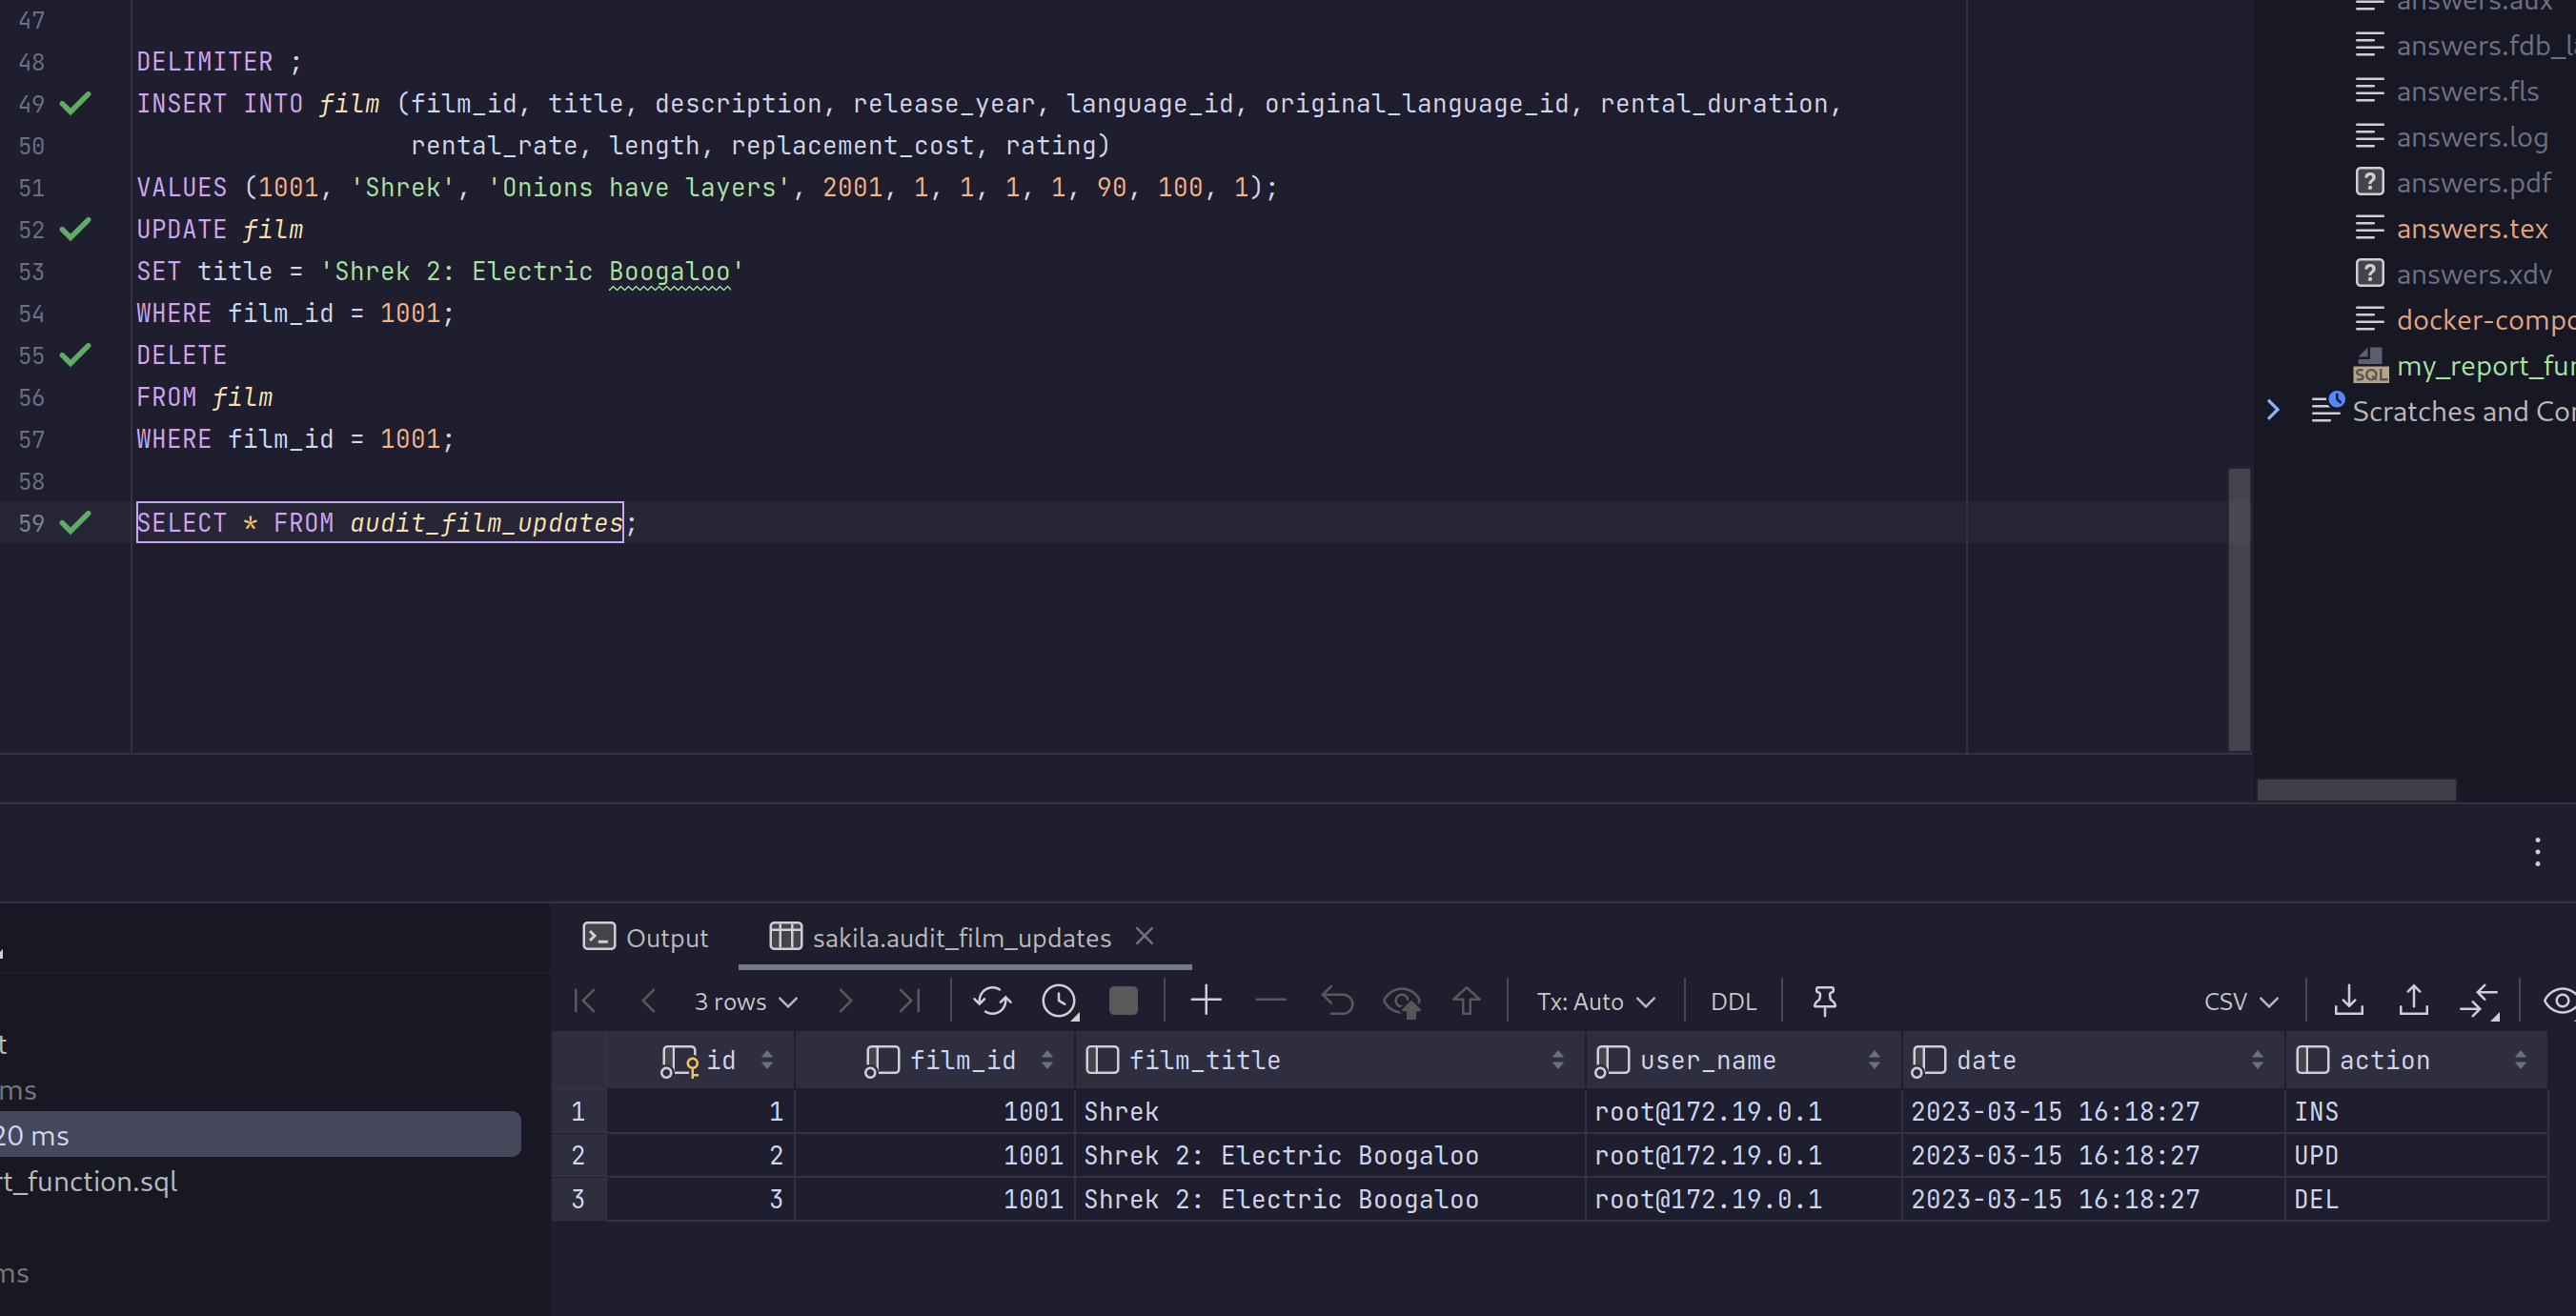 47
48 DELIMITER ;
49 INSERT INTO film (film_id, title, description, release_year, language_id, original_language_id, rental_duration,
50 rental_rate, length, replacement_cost, rating)
51 VALUES (1001, 'Shrek', 'Onions have layers', 2001, 1, 1, 1, 1, 90, 100, 1);
52 UPDATE film
53 SET title = 'Shrek 2: Electric Boogaloo'
54 WHERE film_id = 1001;
55 DELETE
56 FROM film
57 WHERE film_id = 1001;
58
59 SELECT * FROM audit_film_updates;
answers.aux
answers.fdb_la
answers.fls
answers.log
answers.pdf
answers.tex
answers.xdv
docker-compo
SQL my_report_fun
Scratches and Con
t
ms
20 ms
rt_function.sql
ms
Output sakila.audit_film_updates
3 rows Tx: Auto DDL CSV
id film_id film_title user_name date action
1 1 1001 Shrek root@172.19.0.1 2023-03-15 16:18:27 INS
2 2 1001 Shrek 2: Electric Boogaloo root@172.19.0.1 2023-03-15 16:18:27 UPD
3 3 1001 Shrek 2: Electric Boogaloo root@172.19.0.1 2023-03-15 16:18:27 DEL